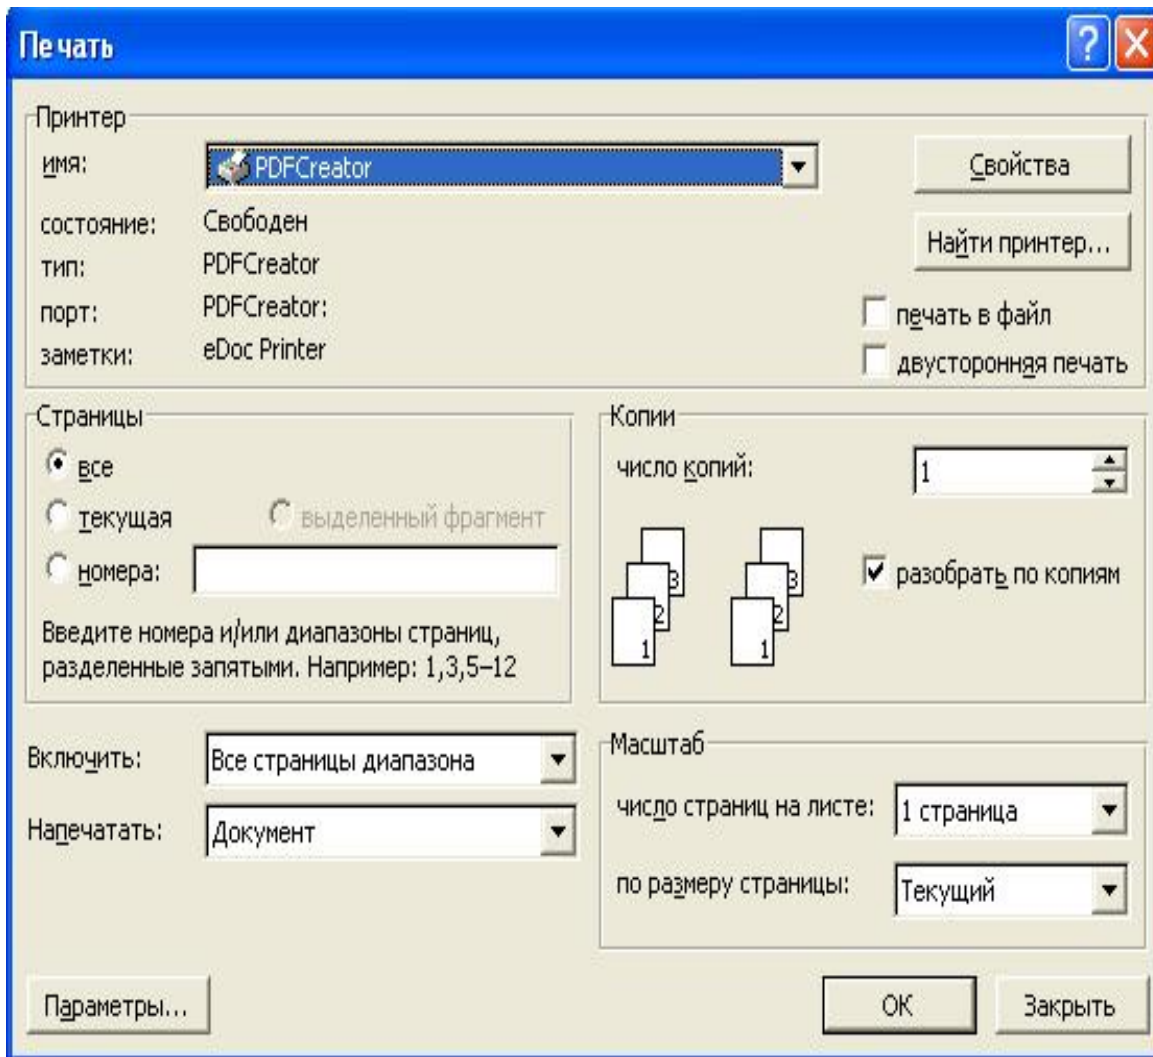 Печать
Принтер
имя:
PDFCreator
Свойства
состояние:
Свободен
Найти принтер...
тип:
PDFCreator
порт:
PDFCreator:
печать в файл
заметки:
eDoc Printer
двусторонняя печать
Страницы
все
текущая
выделенный фрагмент
номера:
Введите номера и/или диапазоны страниц,
разделенные запятыми. Например: 1,3,5–12
Копии
число копий:
1
3
2
1
3
2
1
разобрать по копиям
Включить:
Все страницы диапазона
Напечатать:
Документ
Масштаб
число страниц на листе:
1 страница
по размеру страницы:
Текущий
Параметры...
ОК
Закрыть